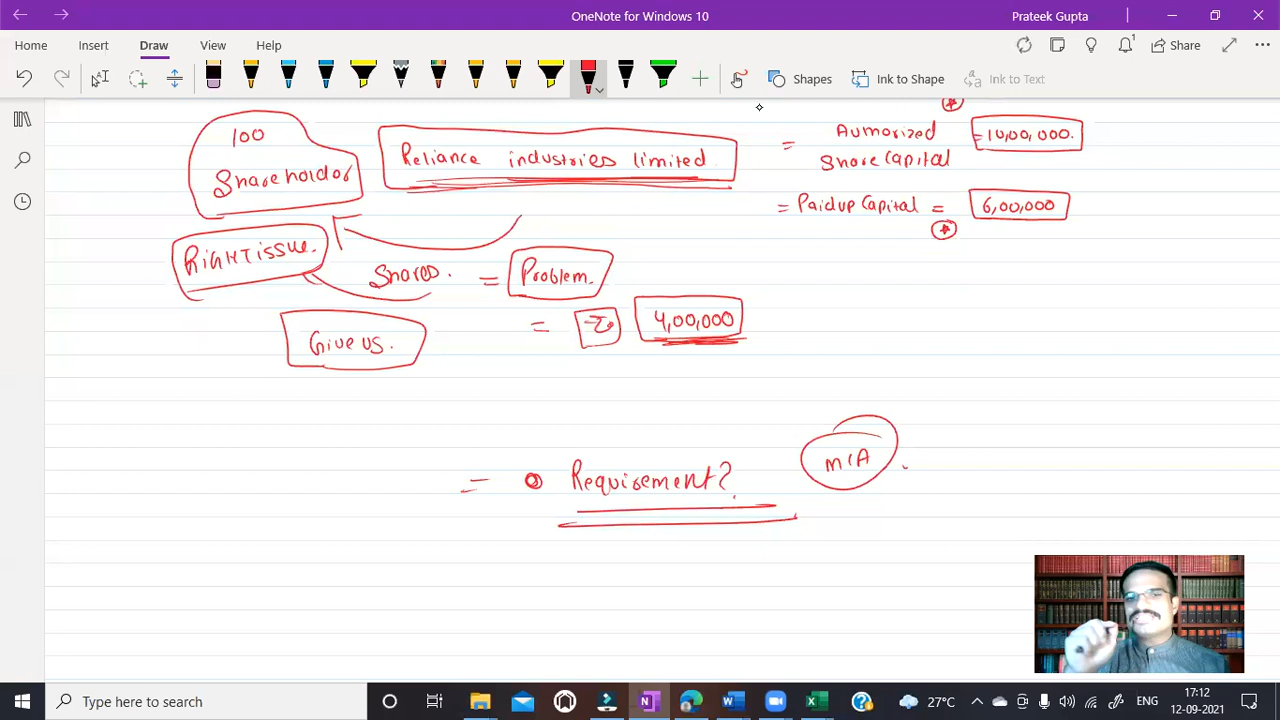 OneNote for Windows 10
Prateek Gupta
Home
Insert
Draw
View
Help
Share
Shapes
Ink to Shape
Ink to Text
100
Shareholdor
Reliance industries limited
= Authorized Share Capital
=10,00,000.
= Paidup Capital = 6,00,000
Right issue.
Shares. = Problem.
= 4,00,000
Give us.
= Requirement?
MCA
Type here to search
27°C
ENG
17:12
12-09-2021